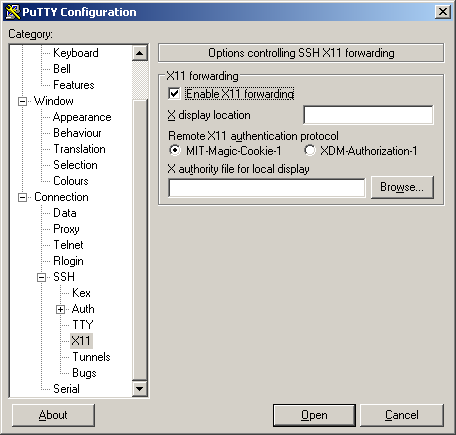 PuTTY Configuration
Category:
Keyboard
Bell
Features
Window
Appearance
Behaviour
Translation
Selection
Colours
Connection
Data
Proxy
Telnet
Rlogin
SSH
Kex
Auth
TTY
X11
Tunnels
Bugs
Serial
Options controlling SSH X11 forwarding
X11 forwarding
Enable X11 forwarding
X display location
Remote X11 authentication protocol
MIT-Magic-Cookie-1 XDM-Authorization-1
X authority file for local display
Browse...
About Open Cancel